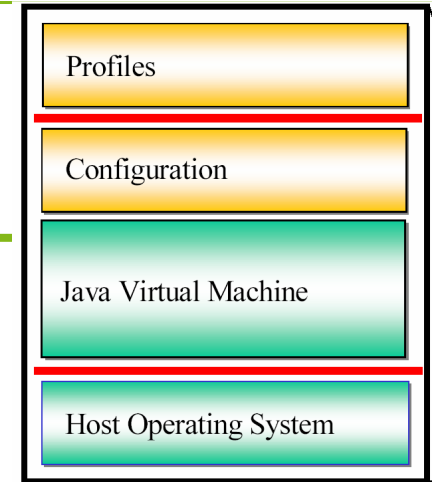 Profiles
Configuration
Java Virtual Machine
Host Operating System